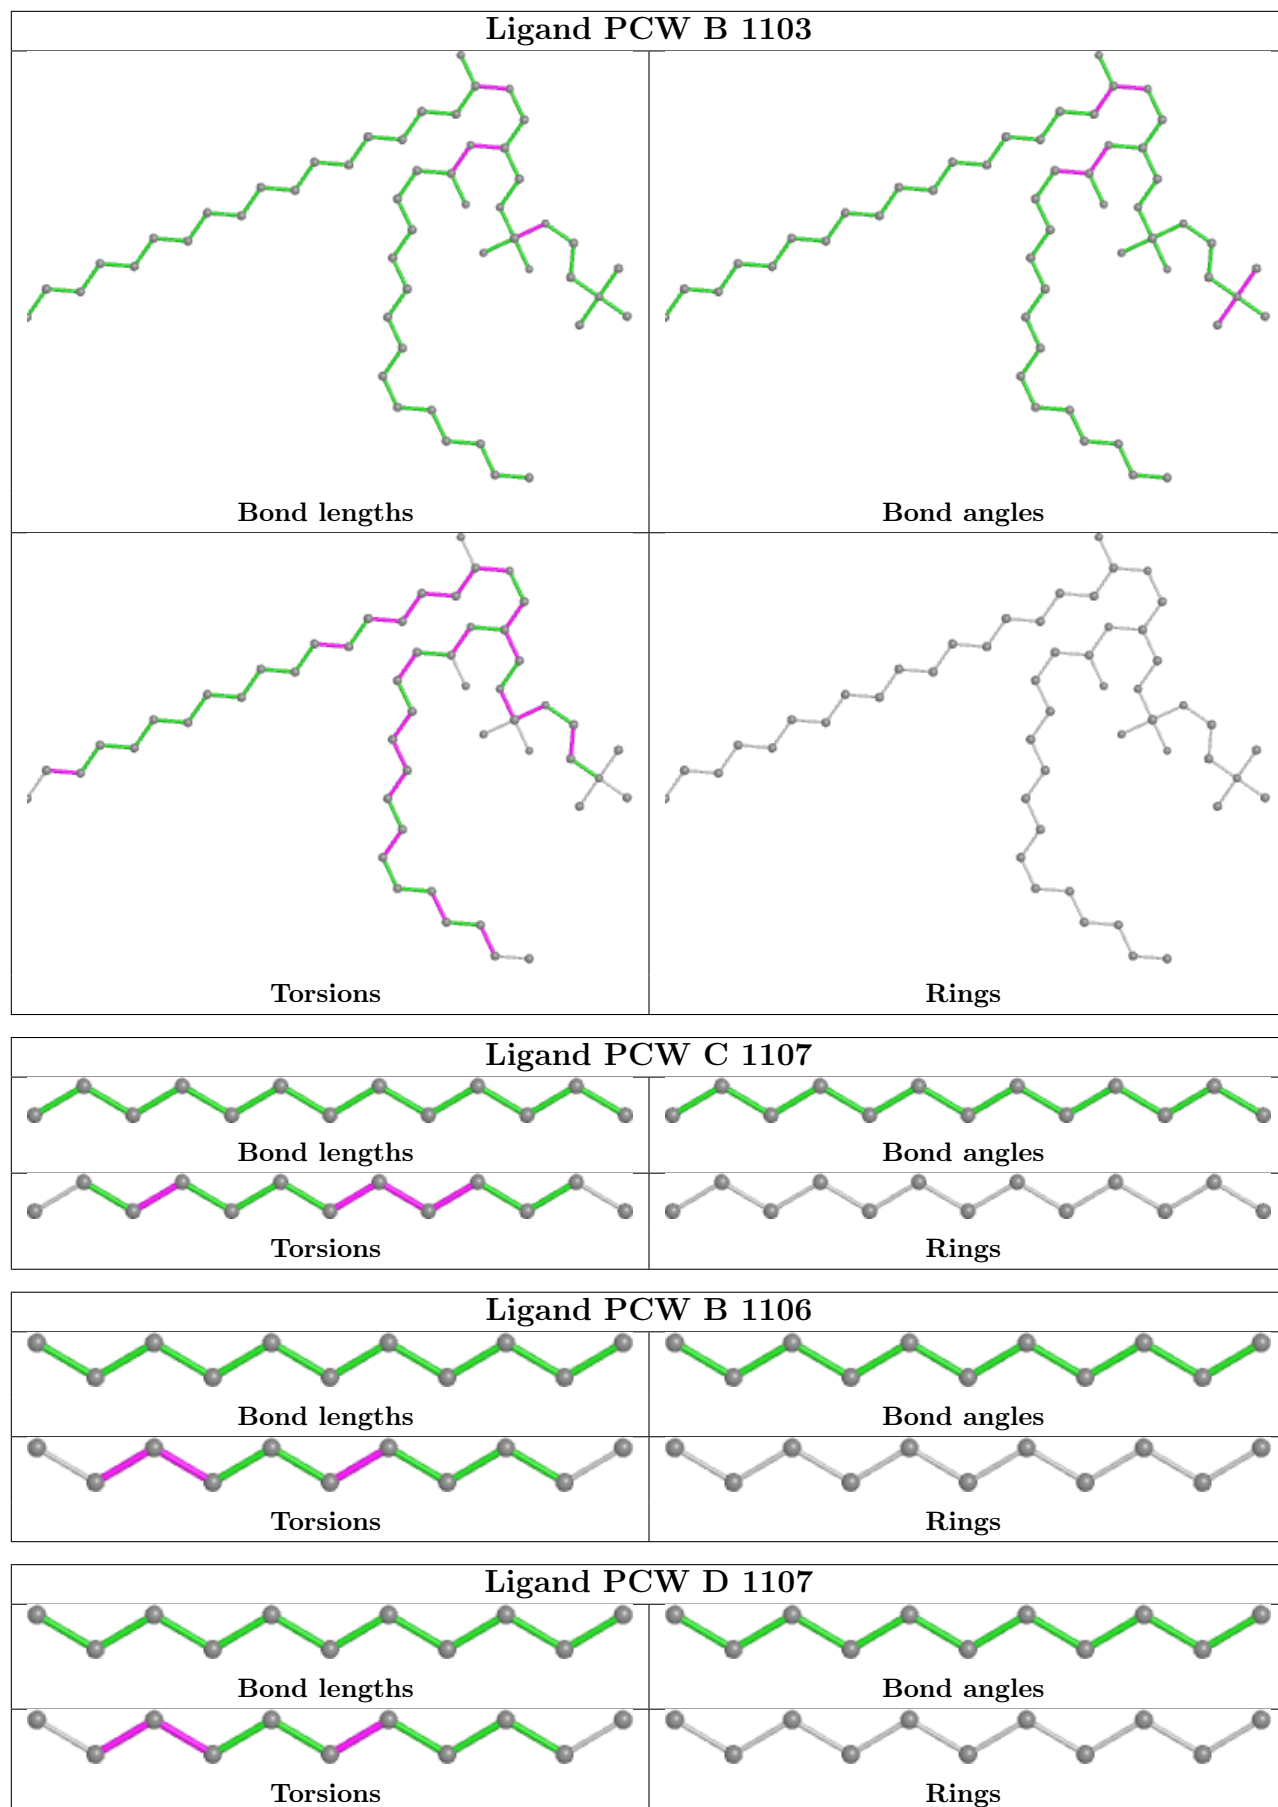 Ligand PCW B 1103
Bond lengths
Bond angles
Torsions
Rings
Ligand PCW C 1107
Bond lengths
Bond angles
Torsions
Rings
Ligand PCW B 1106
Bond lengths
Bond angles
Torsions
Rings
Ligand PCW D 1107
Bond lengths
Bond angles
Torsions
Rings